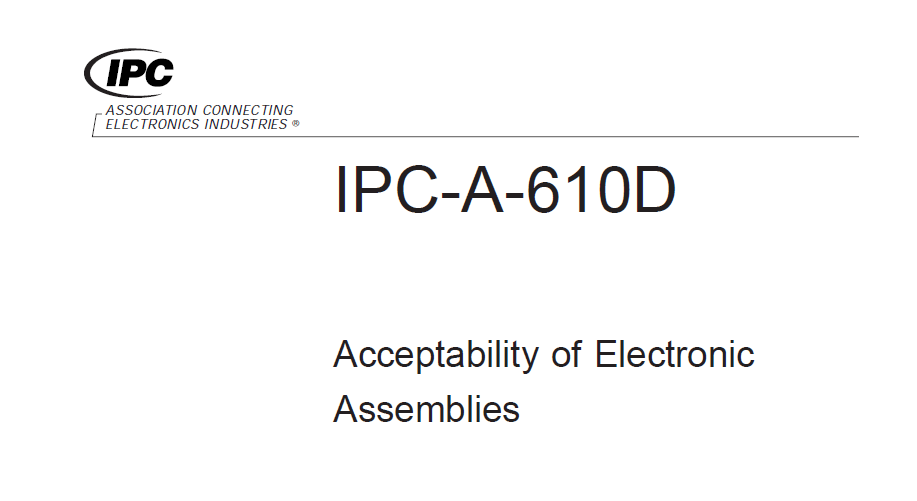 IPC
ASSOCIATION CONNECTING
ELECTRONICS INDUSTRIES ®
IPC-A-610D
Acceptability of Electronic
Assemblies